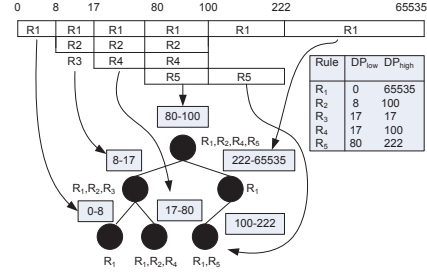 0 8 17 80 100 222 65535
R1 R1 R1 R1 R1 R1
R2 R2 R2
R3 R4 R4
R5 R5
Rule DPlow DPhigh
R1 0 65535
R2 8 100
R3 17 17
R4 17 100
R5 80 222
80-100
R1,R2,R4,R5
8-17
222-65535
R1,R2,R3
R1
0-8
17-80
100-222
R1
R1,R2,R4
R1,R5